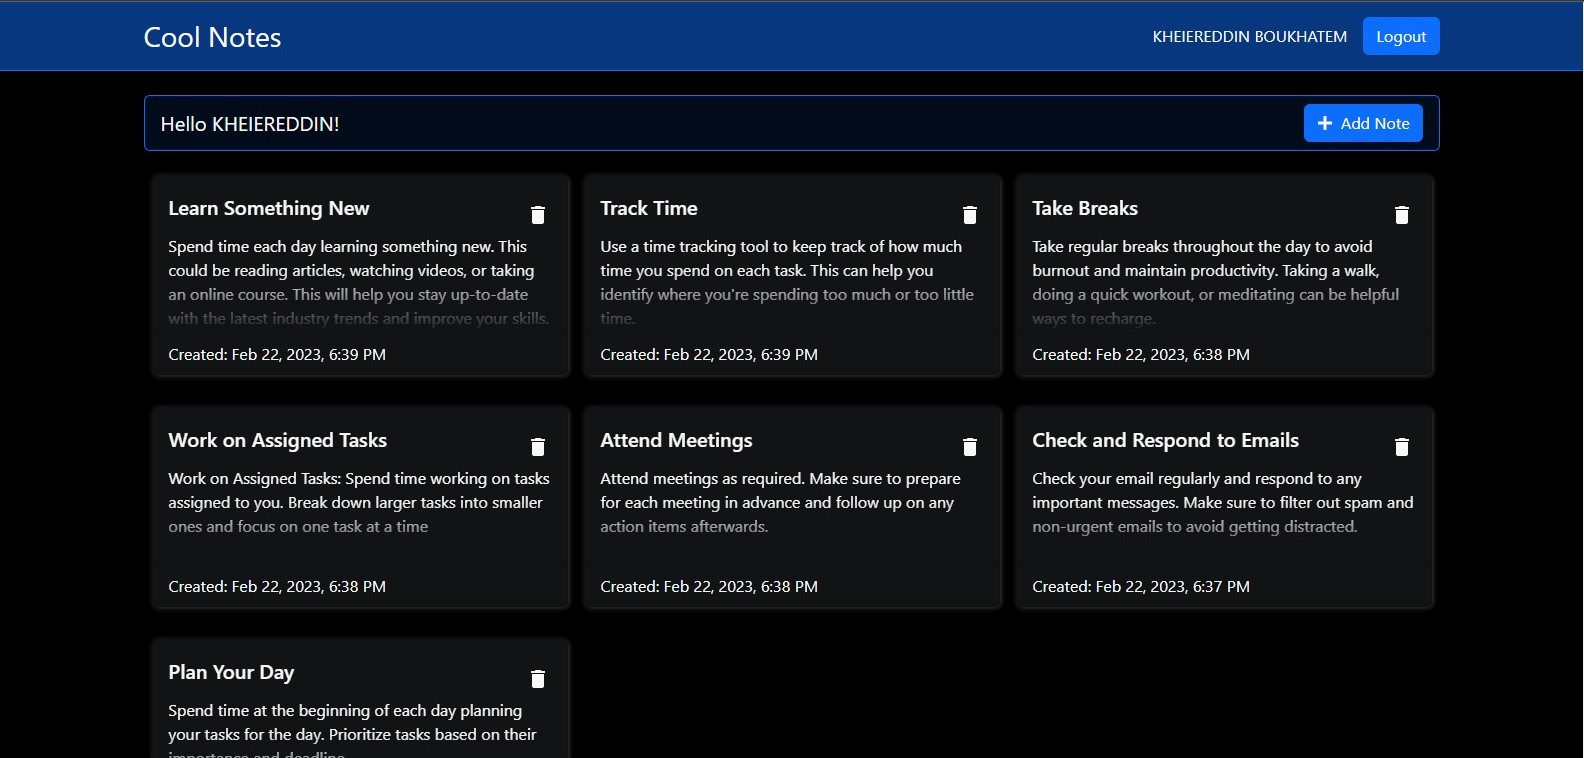 Cool Notes
KHEIEREDDIN BOUKHATEM
Logout
Hello KHEIEREDDIN!
Add Note
Learn Something New
Spend time each day learning something new. This
could be reading articles, watching videos, or taking
an online course. This will help you stay up-to-date
with the latest industry trends and improve your skills.
Created: Feb 22, 2023, 6:39 PM
Track Time
Use a time tracking tool to keep track of how much
time you spend on each task. This can help you
identify where you're spending too much or too little
time.
Created: Feb 22, 2023, 6:39 PM
Take Breaks
Take regular breaks throughout the day to avoid
burnout and maintain productivity. Taking a walk,
doing a quick workout, or meditating can be helpful
ways to recharge.
Created: Feb 22, 2023, 6:38 PM
Work on Assigned Tasks
Work on Assigned Tasks: Spend time working on tasks
assigned to you. Break down larger tasks into smaller
ones and focus on one task at a time
Created: Feb 22, 2023, 6:38 PM
Attend Meetings
Attend meetings as required. Make sure to prepare
for each meeting in advance and follow up on any
action items afterwards.
Created: Feb 22, 2023, 6:38 PM
Check and Respond to Emails
Check your email regularly and respond to any
important messages. Make sure to filter out spam and
non-urgent emails to avoid getting distracted.
Created: Feb 22, 2023, 6:37 PM
Plan Your Day
Spend time at the beginning of each day planning
your tasks for the day. Prioritize tasks based on their
importance and deadline.